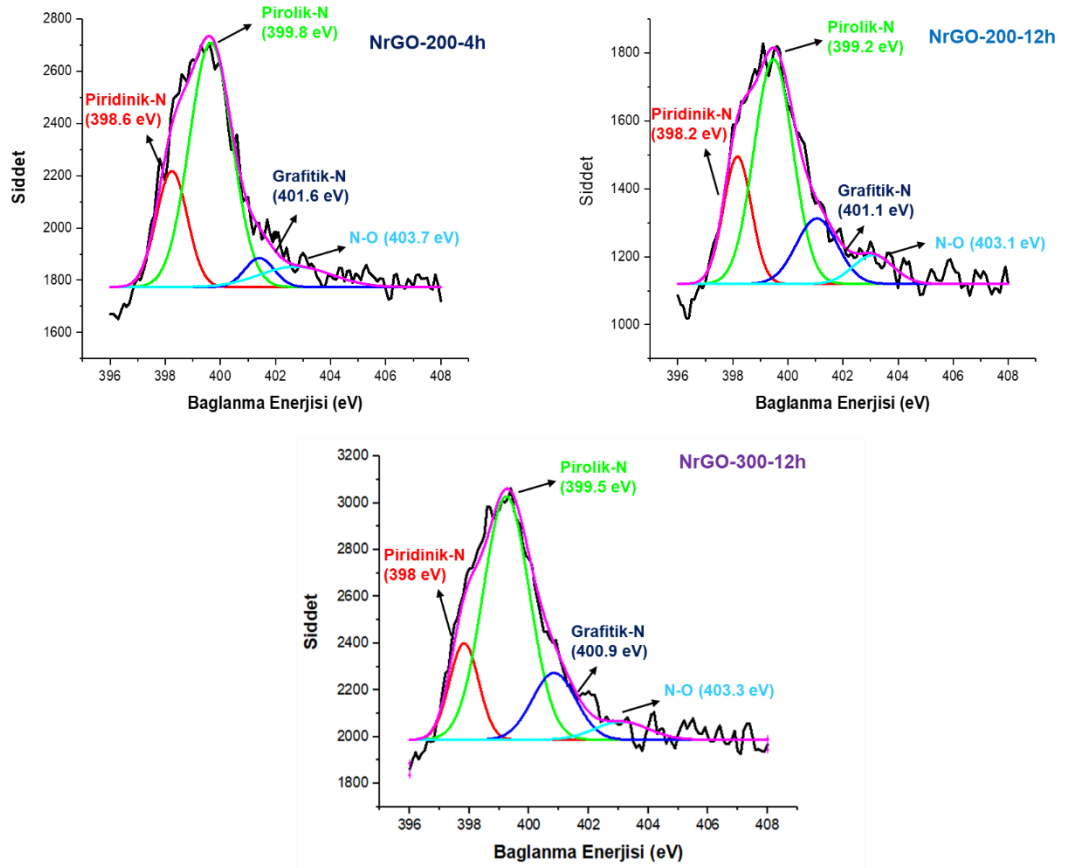 NrGO-200-4h
Pirolik-N
(399.8 eV)
Piridinik-N
(398.6 eV)
Grafitik-N
(401.6 eV)
N-O (403.7 eV)
Siddet
2800
2600
2400
2200
2000
1800
1600
396 398 400 402 404 406 408
Baglanma Enerjisi (eV)
NrGO-200-12h
Pirolik-N
(399.2 eV)
Piridinik-N
(398.2 eV)
Grafitik-N
(401.1 eV)
N-O (403.1 eV)
Siddet
1800
1600
1400
1200
1000
396 398 400 402 404 406 408
Baglanma Enerjisi (eV)
NrGO-300-12h
Pirolik-N
(399.5 eV)
Piridinik-N
(398 eV)
Grafitik-N
(400.9 eV)
N-O (403.3 eV)
Siddet
3200
3000
2800
2600
2400
2200
2000
1800
396 398 400 402 404 406 408
Baglanma Enerjisi (eV)